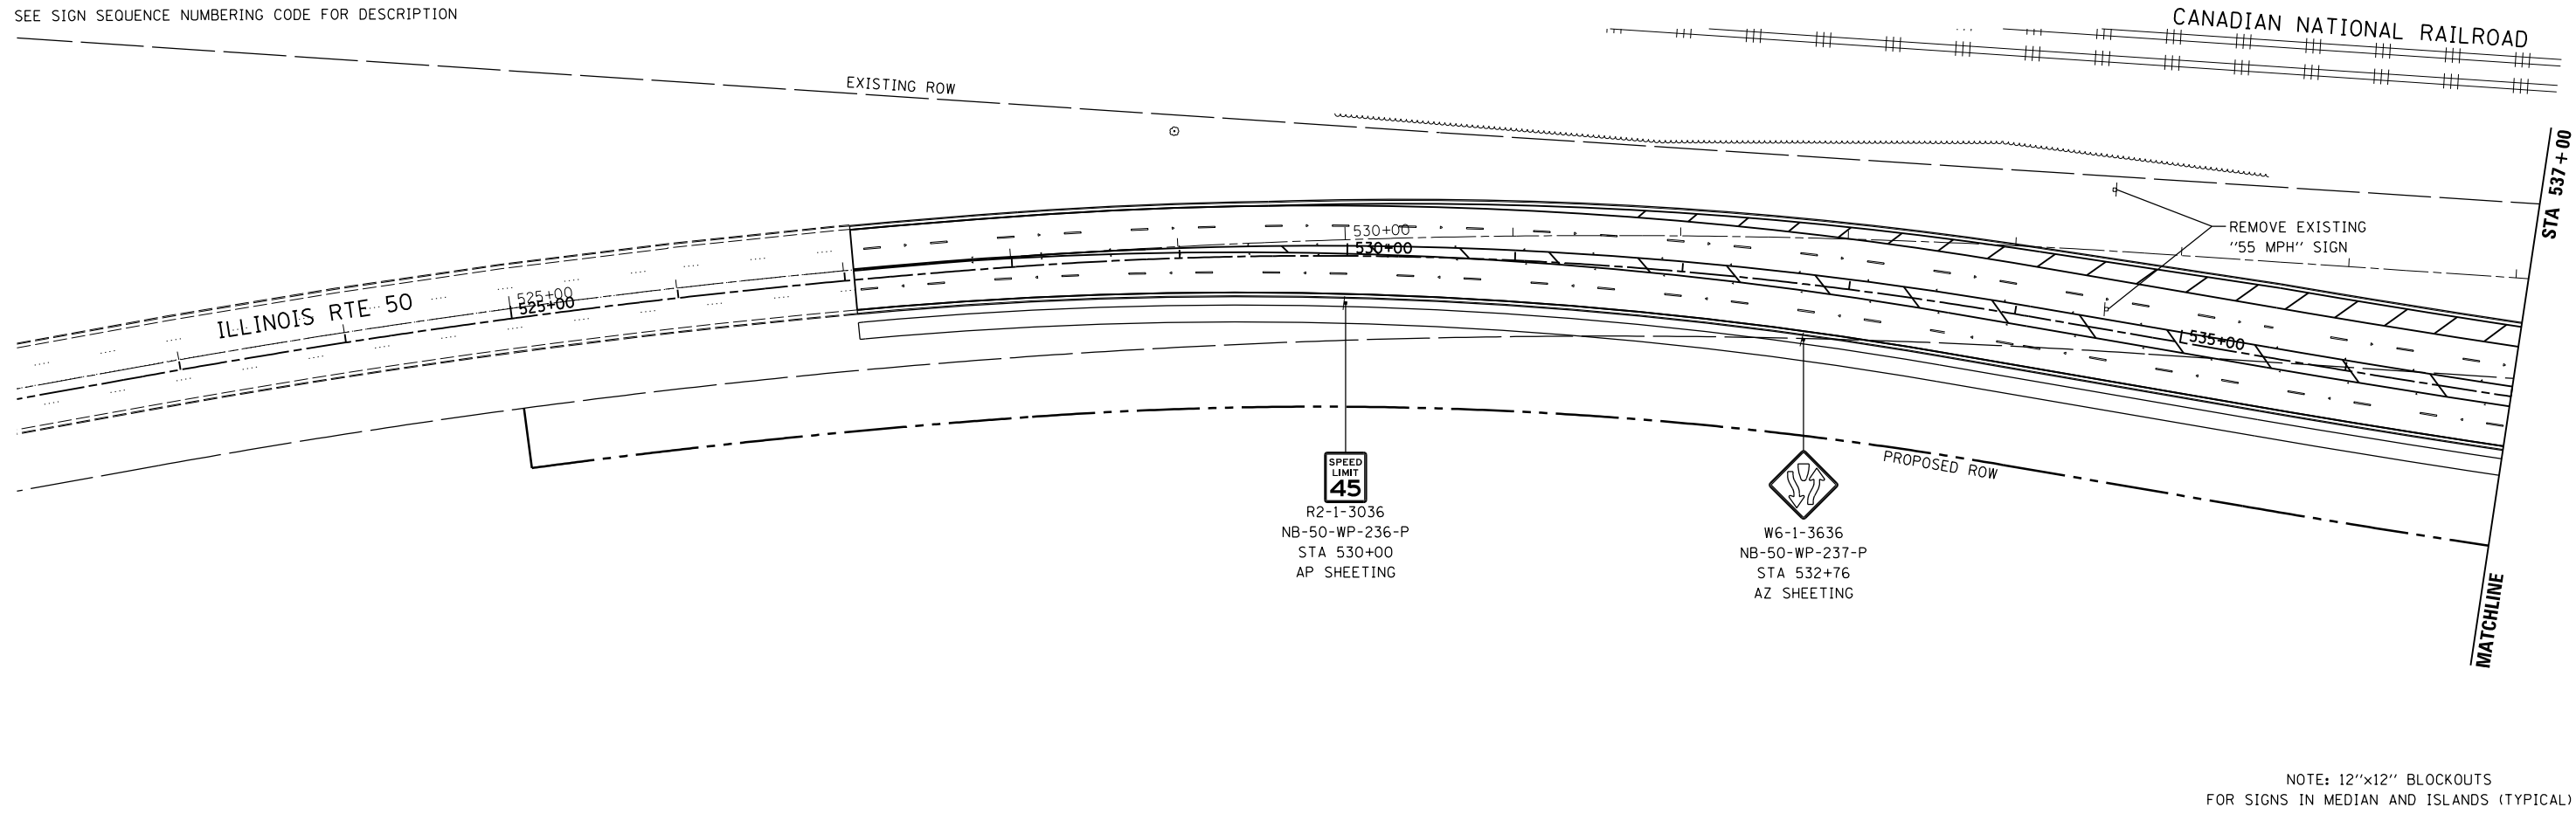 SEE SIGN SEQUENCE NUMBERING CODE FOR DESCRIPTION
CANADIAN NATIONAL RAILROAD
EXISTING ROW
STA 537+00
REMOVE EXISTING
"55 MPH" SIGN
530+00
530+00
525+00
525+00
ILLINOIS RTE 50
535+00
PROPOSED ROW
SPEED
LIMIT
45
R2-1-3036
NB-50-WP-236-P
STA 530+00
AP SHEETING
W6-1-3636
NB-50-WP-237-P
STA 532+76
AZ SHEETING
MATCHLINE
NOTE: 12"x12" BLOCKOUTS
FOR SIGNS IN MEDIAN AND ISLANDS (TYPICAL)